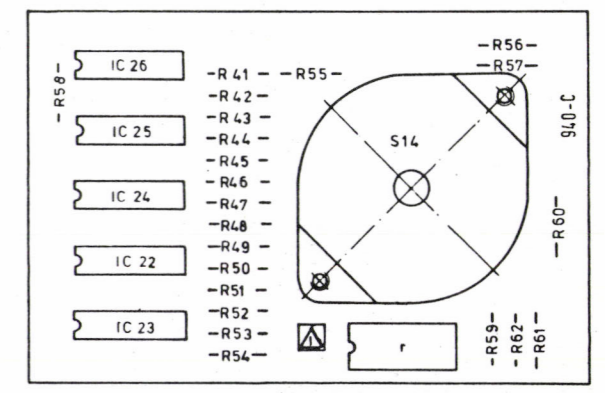 IC 26
IC 25
IC 24
IC 22
IC 23
-R58-
-R 41 -
-R 42 -
-R 43 -
-R44 -
-R45 -
-R46 -
-R47 -
-R48 -
-R49 -
-R50 -
-R51 -
-R52 -
-R53 -
-R54-
-R55-
-R56-
-R57-
S14
940-C
-R60-
r
-R59-
-R62-
-R61-